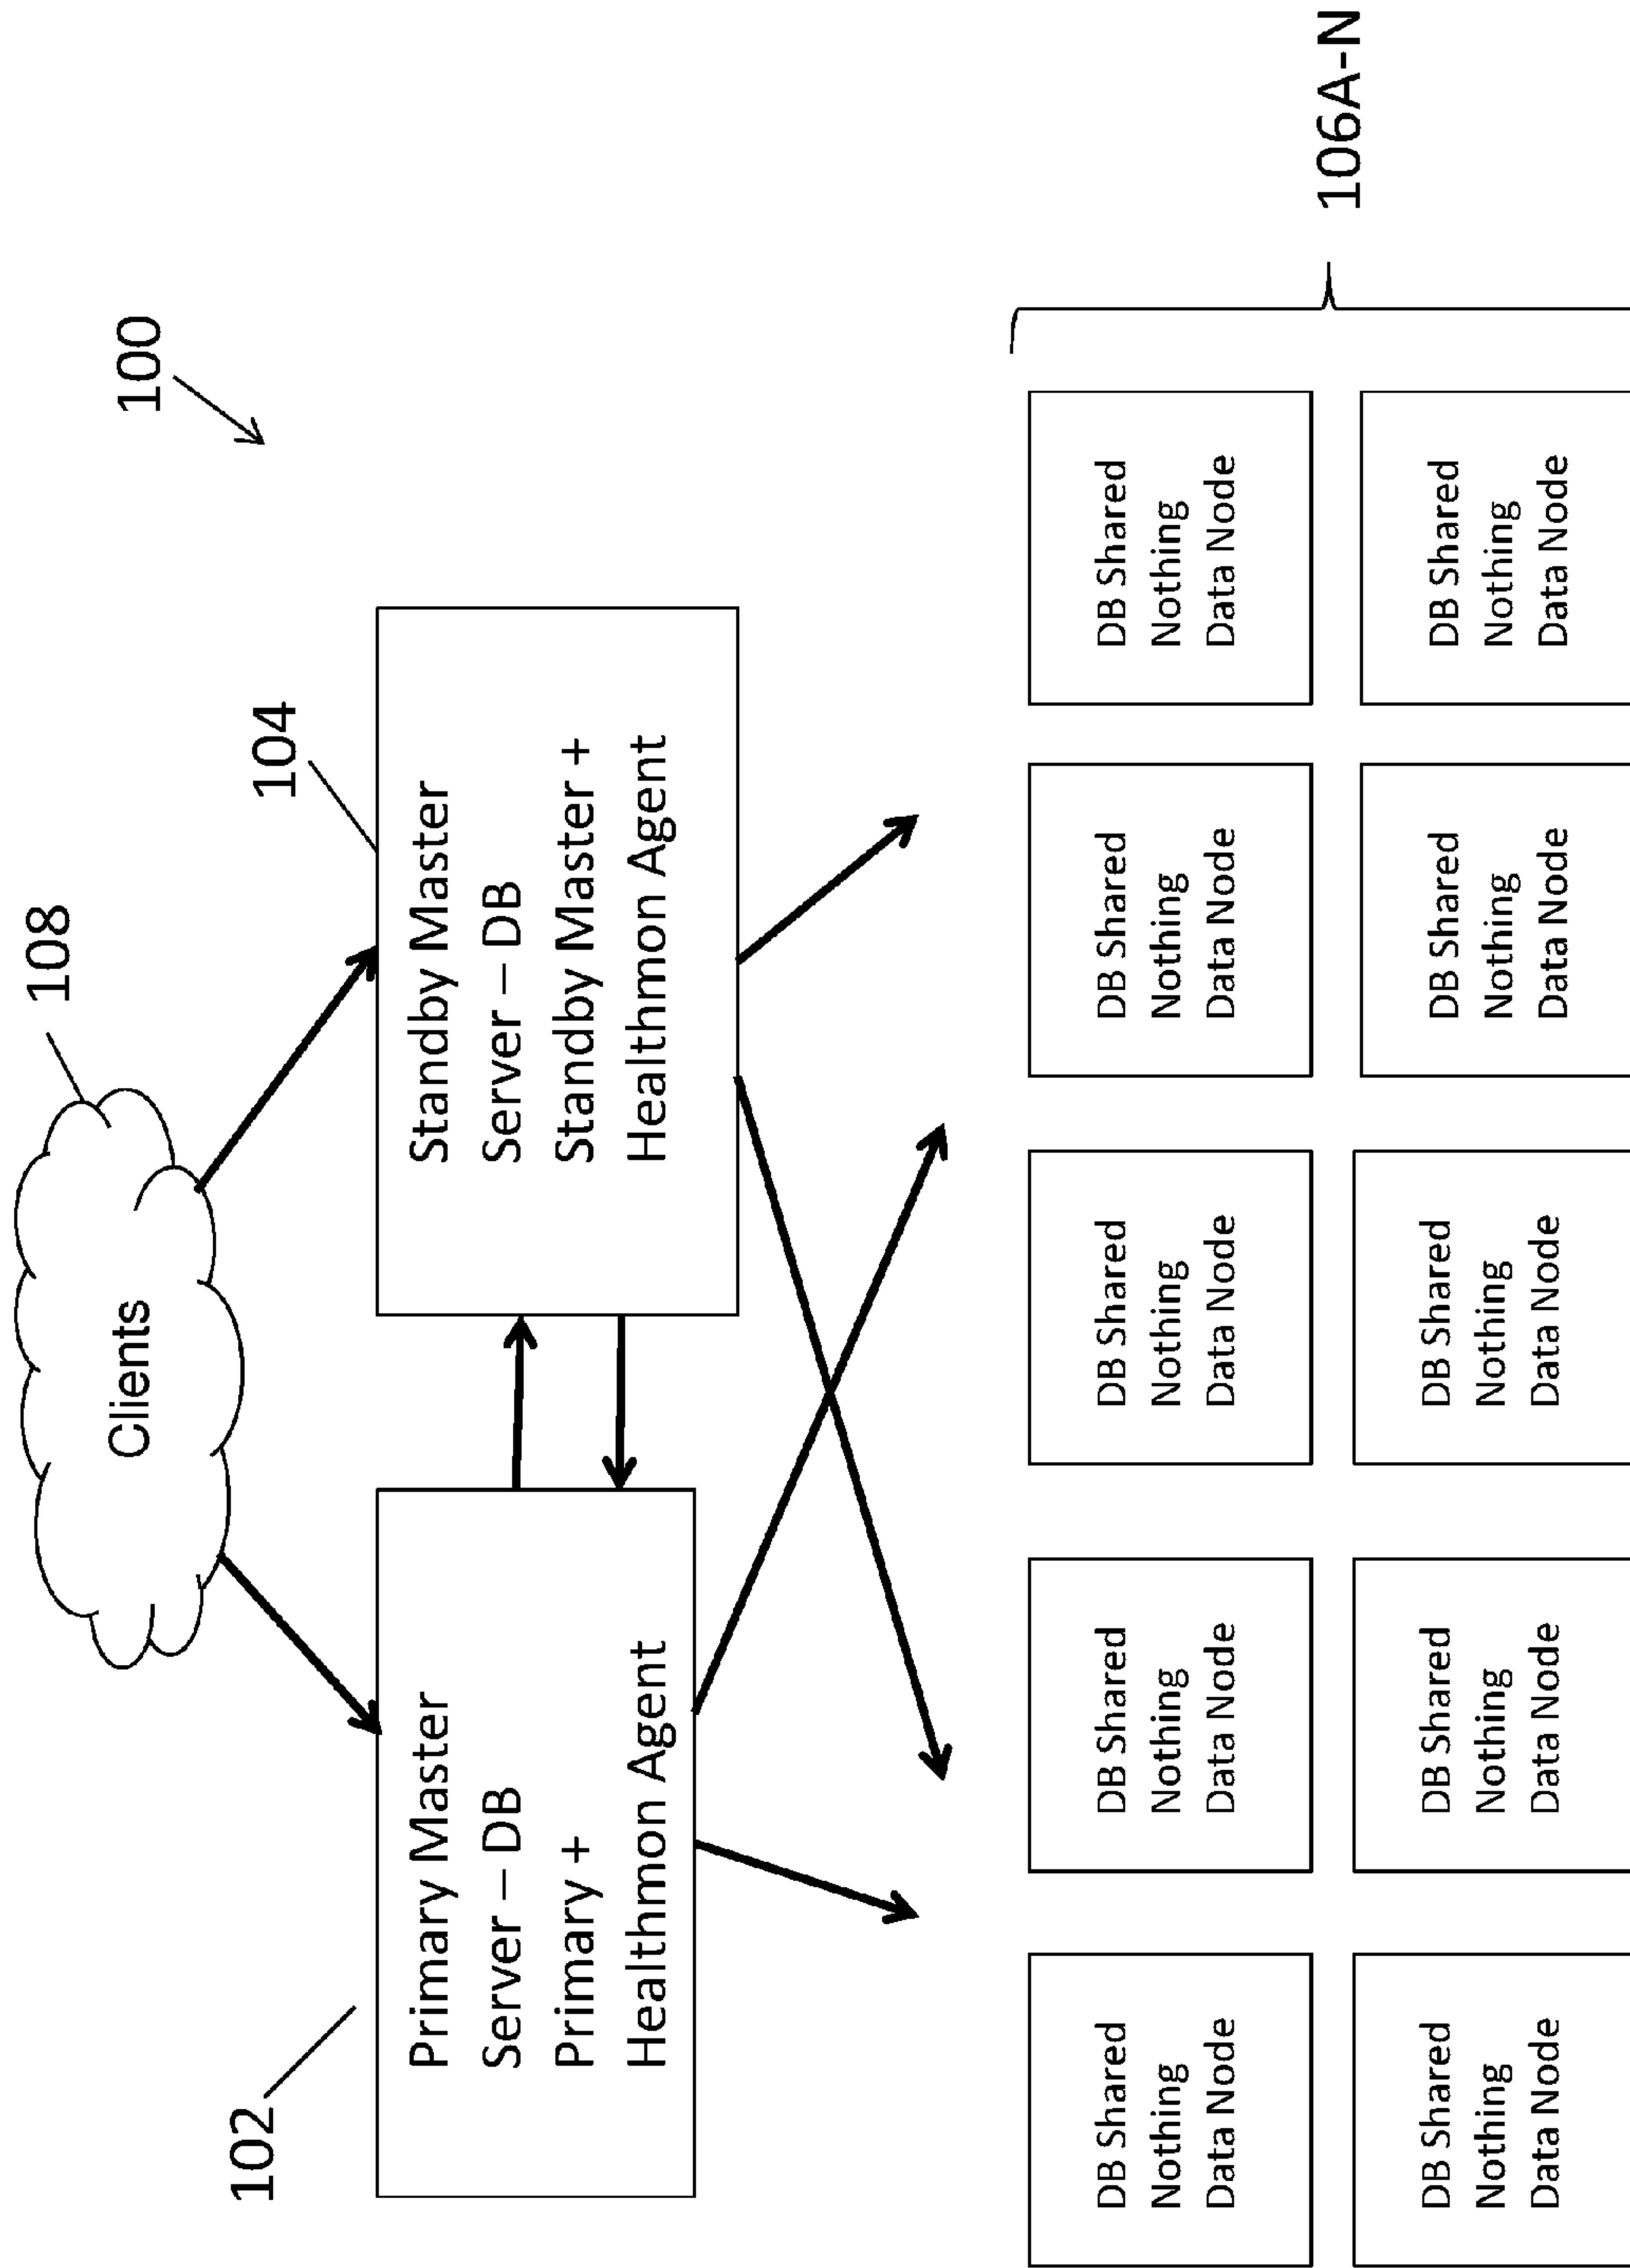 100
108
Clients
102
104
Primary Master
Server – DB
Primary +
Healthmon Agent
Standby Master
Server – DB
Standby Master +
Healthmon Agent
106A-N
DB Shared
Nothing
Data Node
DB Shared
Nothing
Data Node
DB Shared
Nothing
Data Node
DB Shared
Nothing
Data Node
DB Shared
Nothing
Data Node
DB Shared
Nothing
Data Node
DB Shared
Nothing
Data Node
DB Shared
Nothing
Data Node
DB Shared
Nothing
Data Node
DB Shared
Nothing
Data Node